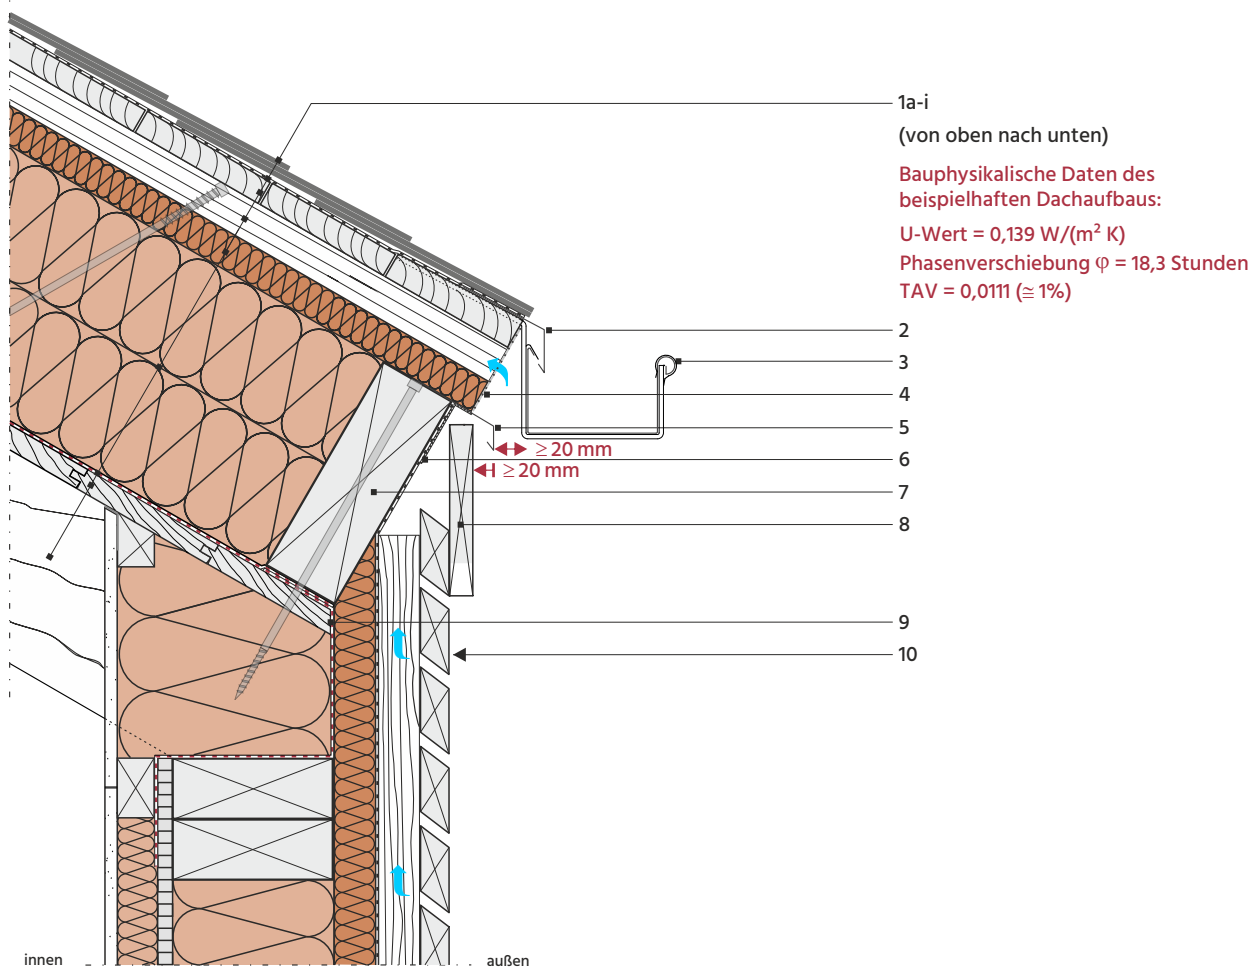 1a-i
(von oben nach unten)
Bauphysikalische Daten des
beispielhaften Dachaufbaus:
U-Wert = 0,139 W/(m² K)
Phasenverschiebung φ = 18,3 Stunden
TAV = 0,0111 (≅ 1%)
2
3
4
5
≥ 20 mm
6
≥ 20 mm
7
8
9
10
innen
außen